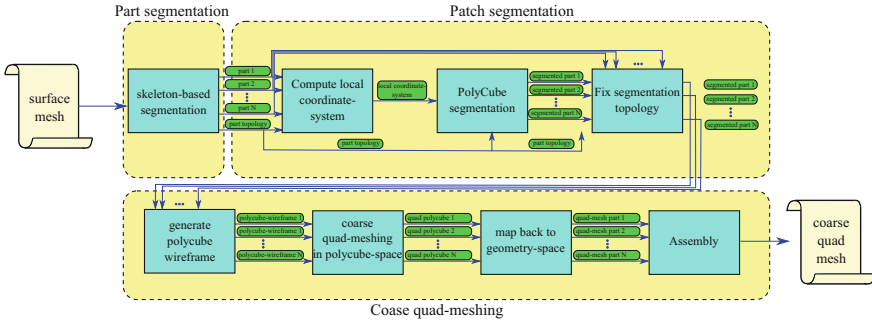 Part segmentation
Patch segmentation
surface
mesh
skeleton-based
segmentation
part 1
part 2
part N
part topology
Compute local
coordinate-
system
local coordinate-
system
part topology
PolyCube
segmentation
segmented part 1
segmented part 2
segmented part N
part topology
...
Fix segmentation
topology
segmented part 1
segmented part 2
segmented part N
...
generate
polycube
wireframe
polycube-wireframe 1
polycube-wireframe 1
polycube-wireframe N
coarse
quad-meshing
in polycube-space
quad polycube 1
quad polycube 2
quad polycube N
map back to
geometry-space
quad-mesh part 1
quad-mesh part 2
quad-mesh part N
Assembly
coarse
quad
mesh
Coase quad-meshing